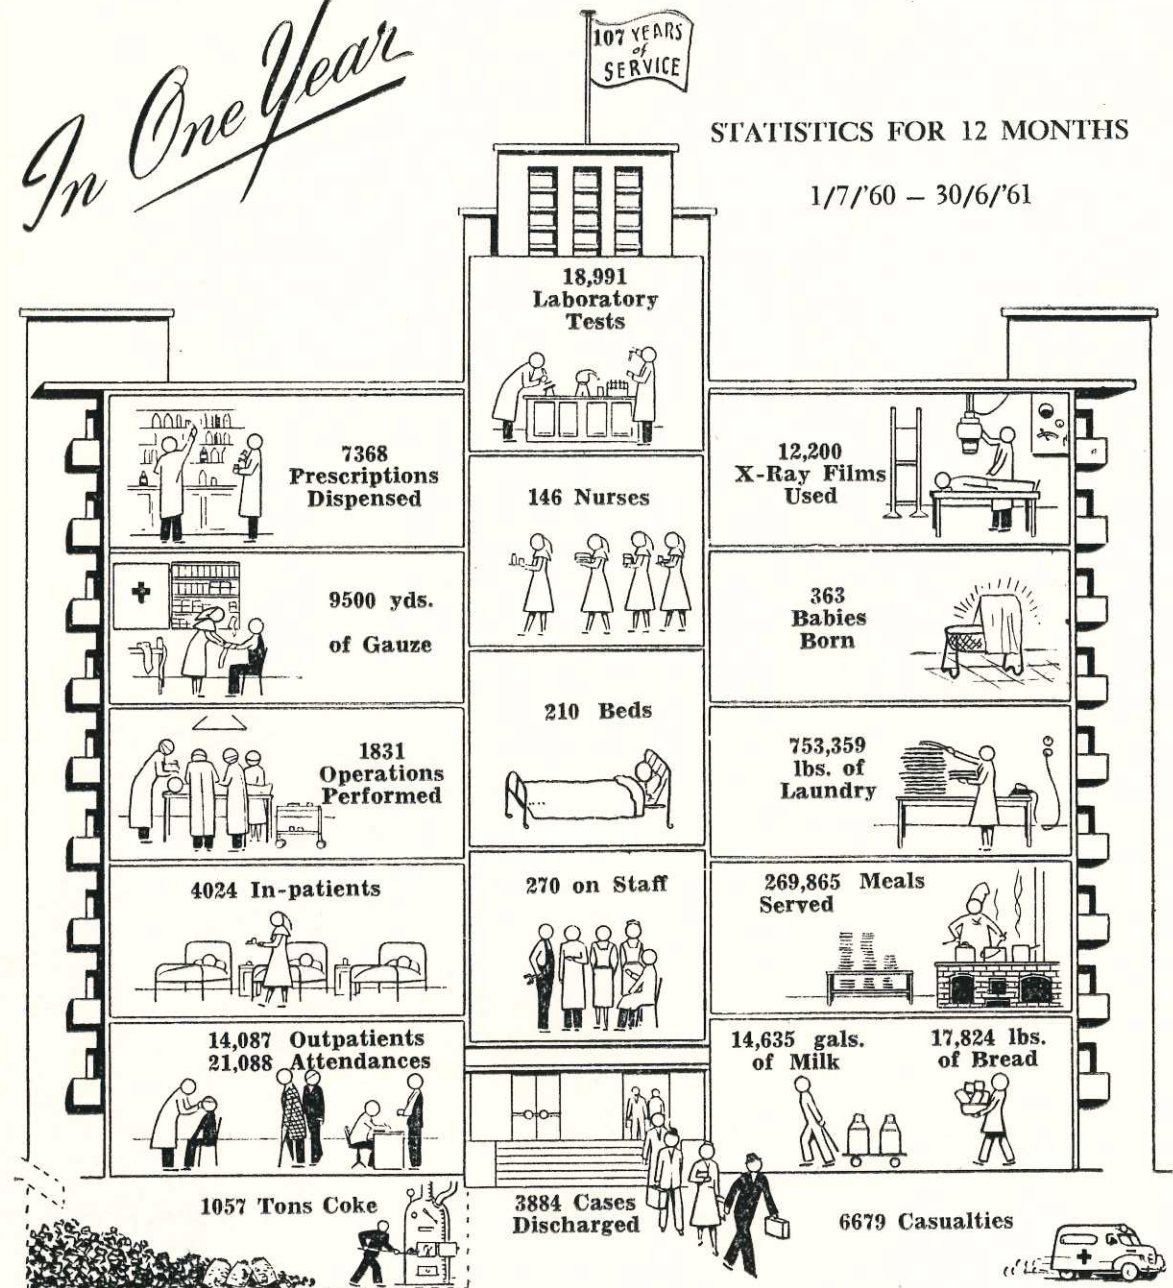 In One Year
107 YEARS
of
SERVICE
STATISTICS FOR 12 MONTHS
1/7/'60 – 30/6/'61
18,991
Laboratory
Tests
7368
Prescriptions
Dispensed
146 Nurses
12,200
X-Ray Films
Used
9500 yds.
of Gauze
363
Babies
Born
1831
Operations
Performed
210 Beds
753,359
lbs. of
Laundry
4024 In-patients
270 on Staff
269,865 Meals
Served
14,087 Outpatients
21,088 Attendances
14,635 gals.
of Milk
17,824 lbs.
of Bread
1057 Tons Coke
3884 Cases
Discharged
6679 Casualties